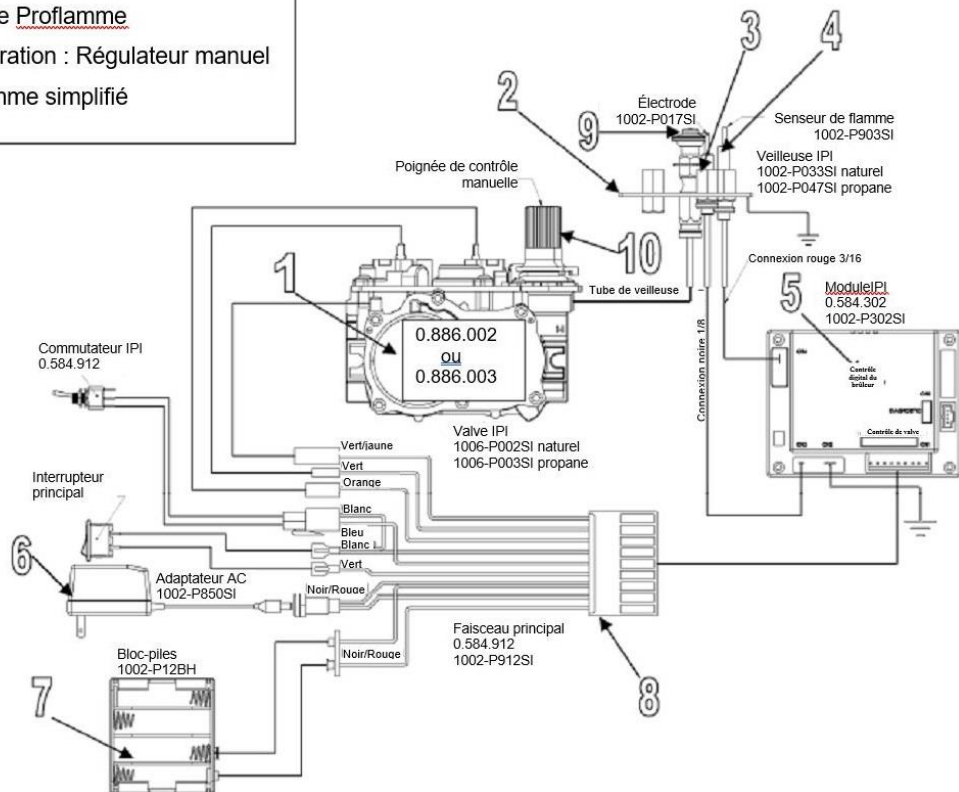 e Proflamme
ration : Régulateur manuel
nme simplifié
3
4
2
9
Électrode
1002-P017SI
Senseur de flamme
1002-P903SI
Veilleuse IPI
1002-P033SI naturel
1002-P047SI propane
Poignée de contrôle
manuelle
10
1
Connexion rouge 3/16
Tube de veilleuse
5
ModuleIPI
0.584.302
1002-P302SI
Connexion noire 1/8
0.886.002
ou
0.886.003
Contrôle
digital du
brûleur
Contrôle de valve
Commutateur IPI
0.584.912
Valve IPI
1006-P002SI naturel
1006-P003SI propane
Vert/jaune
Vert
Orange
Interrupteur
principal
Blanc
Bleu
Blanc
Vert
6
Adaptateur AC
1002-P850SI
Noir/Rouge
Faisceau principal
0.584.912
1002-P912SI
Noir/Rouge
Bloc-piles
1002-P12BH
7
8